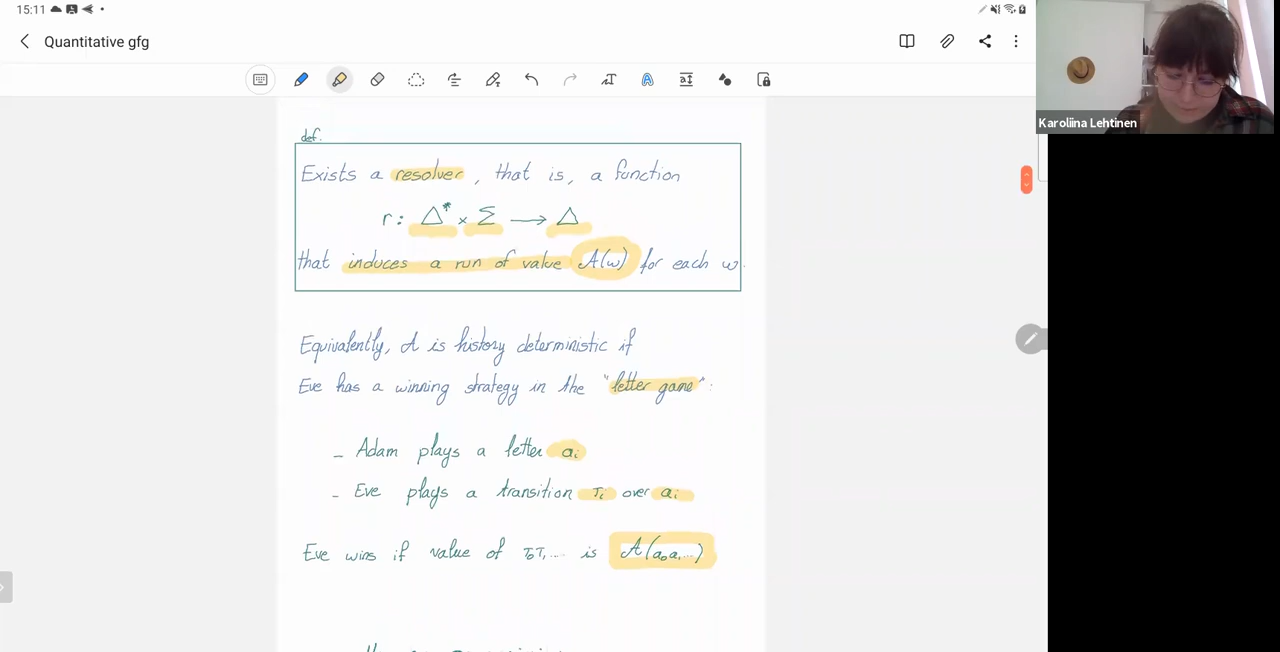 15:11
Quantitative gfg
Karoliina Lehtinen
def.
Exists a resolver, that is, a function
r: Δ* × Σ ⟶ Δ
that induces a run of value A(w) for each w.
Equivalently, A is history deterministic if
Eve has a winning strategy in the "letter game":
- Adam plays a letter aᵢ
- Eve plays a transition τᵢ over aᵢ
Eve wins if value of τ₀τ₁... is A(a₀a₁...)